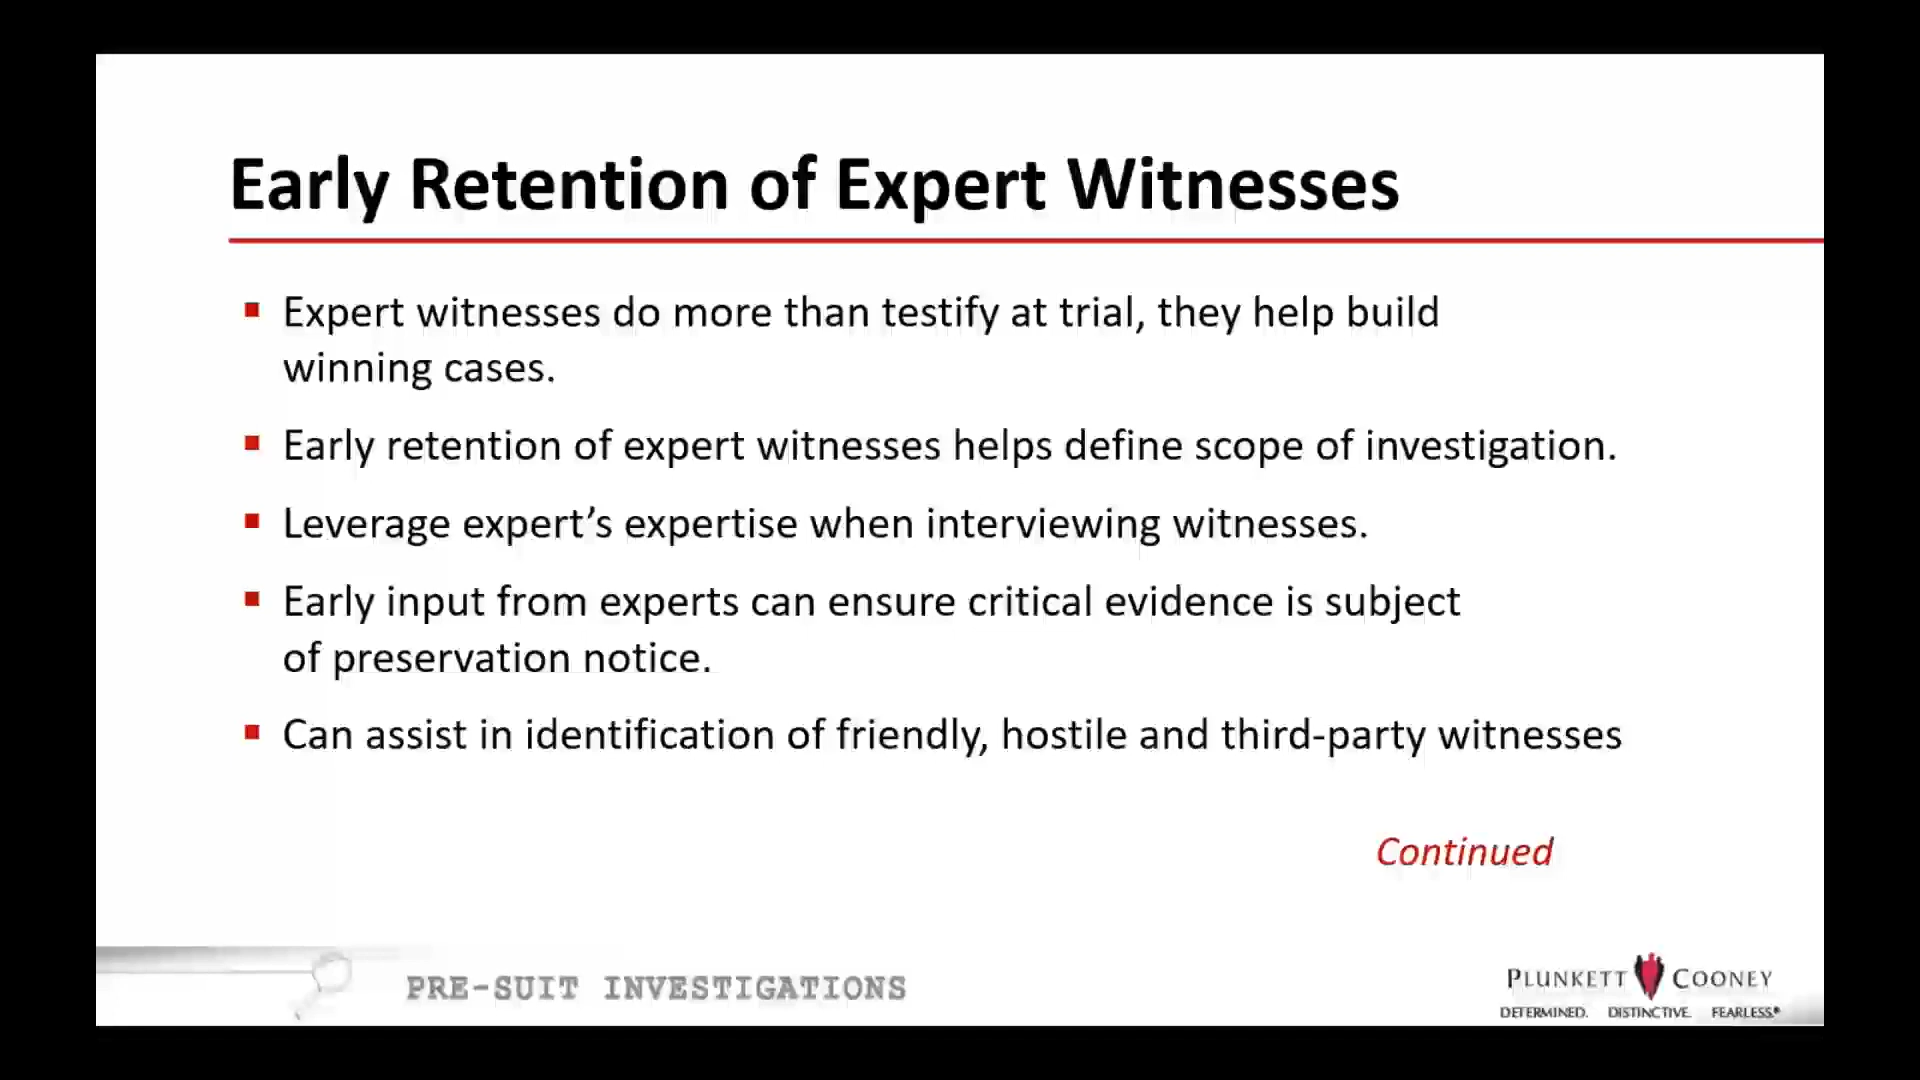 Early Retention of Expert Witnesses
▪ Expert witnesses do more than testify at trial, they help build
winning cases.
▪ Early retention of expert witnesses helps define scope of investigation.
▪ Leverage expert’s expertise when interviewing witnesses.
▪ Early input from experts can ensure critical evidence is subject
of preservation notice.
▪ Can assist in identification of friendly, hostile and third-party witnesses
Continued
PRE-SUIT INVESTIGATIONS
PLUNKETT COONEY
DETERMINED. DISTINCTIVE. FEARLESS.®